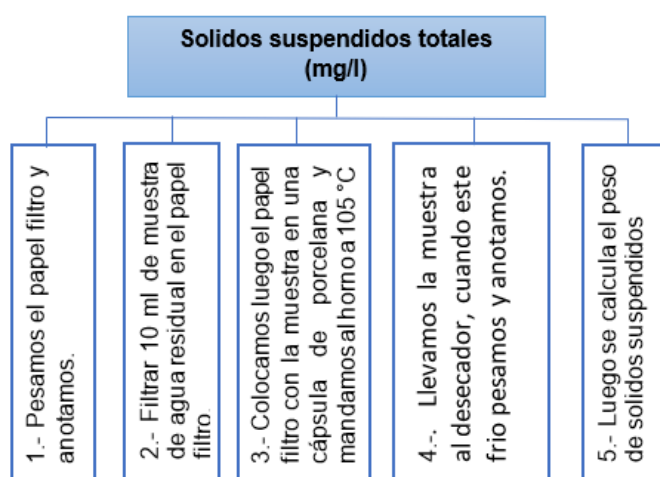 Solidos suspendidos totales
(mg/l)
1.- Pesamos el papel filtro y
anotamos.
2.- Filtrar 10 ml de muestra
de agua residual en el papel
filtro.
3.- Colocamos luego el papel
filtro con la muestra en una
cápsula de porcelana y
mandamos al horno a 105 °C
4.-. Llevamos la muestra
al desecador, cuando este
frio pesamos y anotamos.
5.- Luego se calcula el peso
de solidos suspendidos